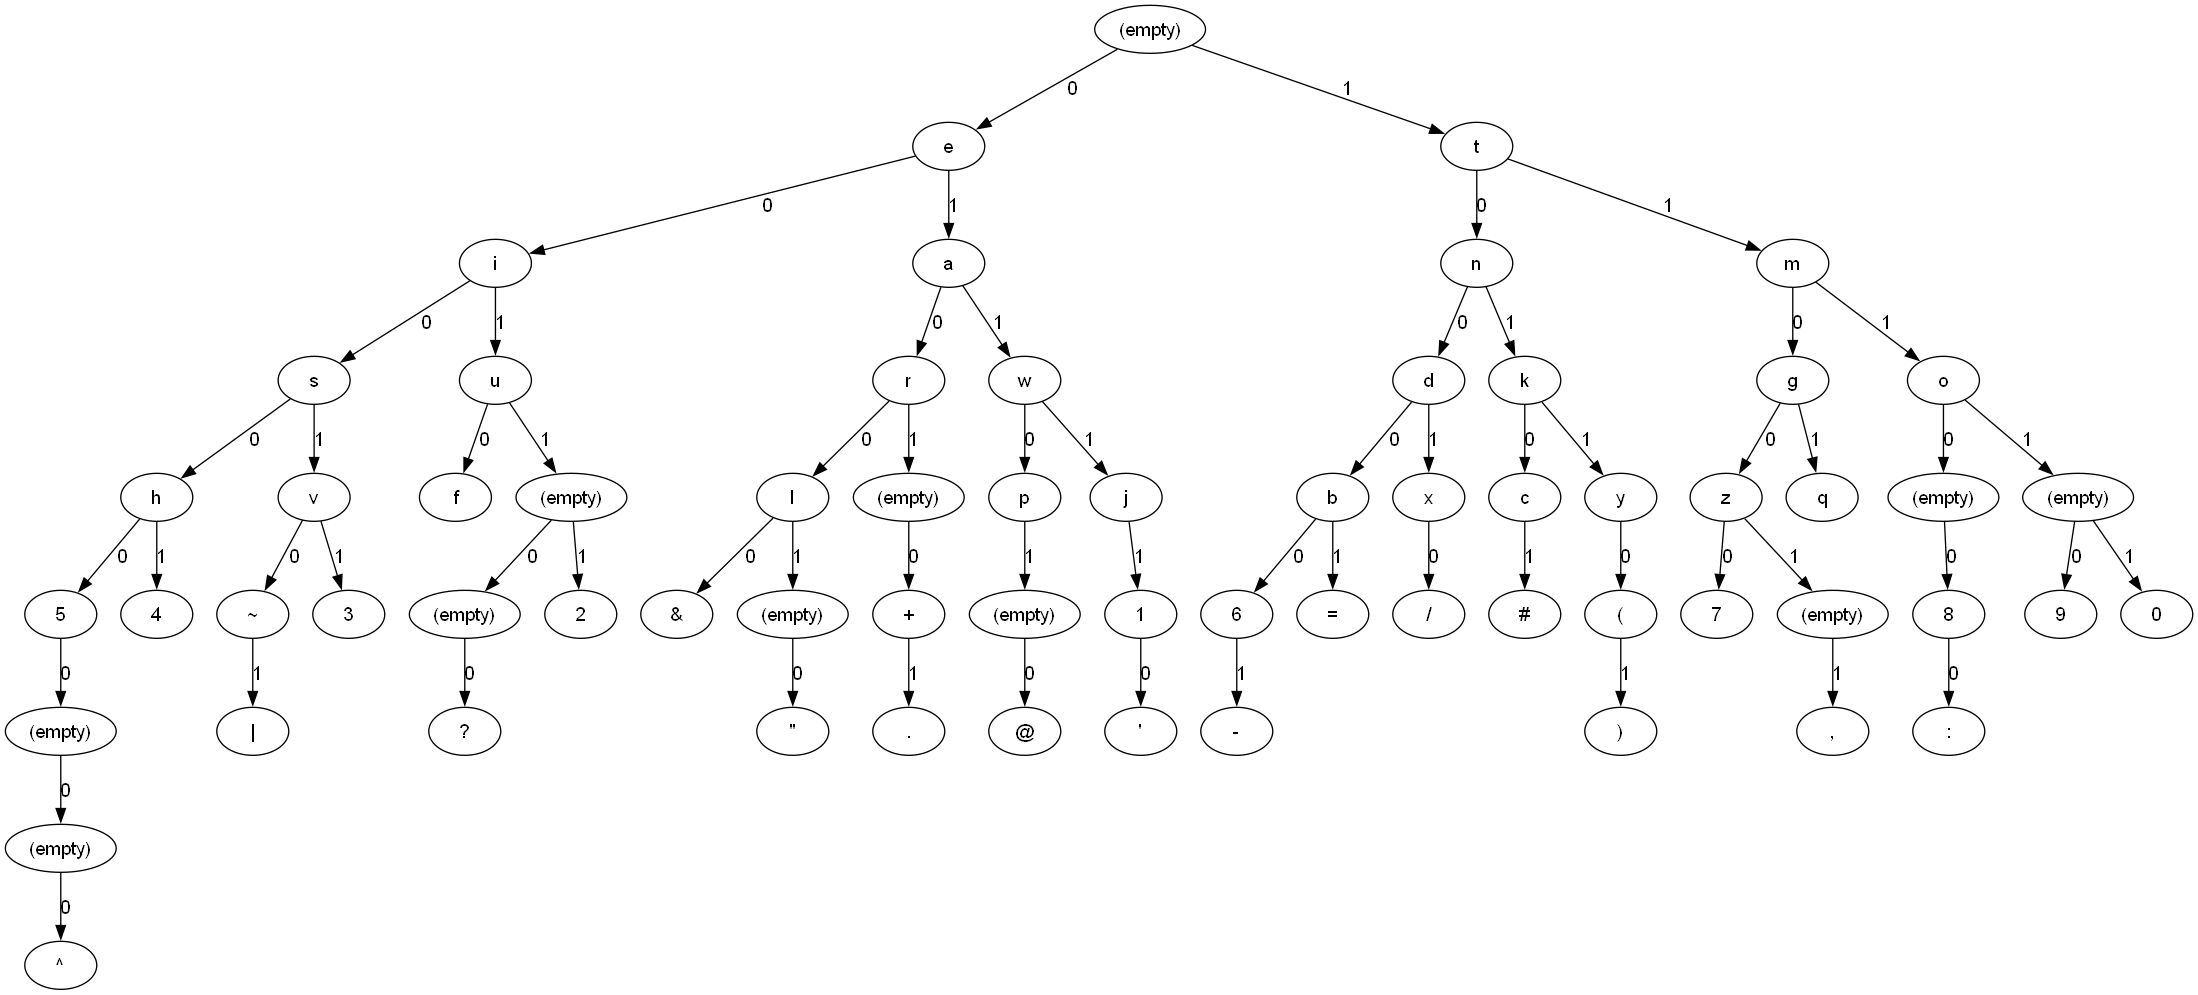 (empty)
0 1
e t
0 1 0 1
i a n m
0 1 0 1 0 1 0 1
s u r w d k g o
0 1 0 1 0 1 0 1 0 1 0 1 0 1 0 1
h v f (empty) l (empty) p j b x c y z q (empty) (empty)
0 1 0 1 0 1 0 1 0 1 1 0 1 0 1 0 0 1 0 0 1
5 4 ~ 3 (empty) 2 & (empty) + (empty) 1 6 = / # ( 7 (empty) 8 9 0
0 1 0 0 1 0 0 1 1 1 0
(empty) | ? " . @ ' - ) , :
0
(empty)
0
^